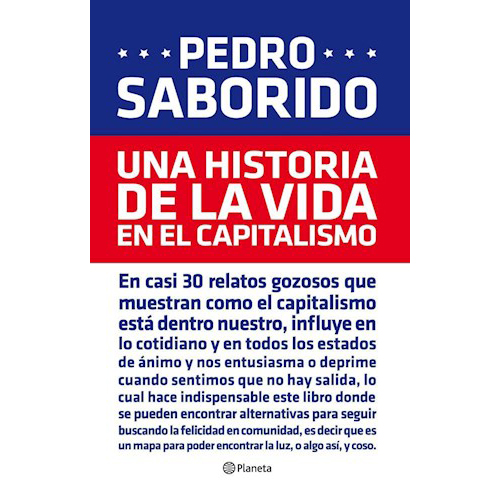 PEDRO
SABORIDO
UNA HISTORIA
DE LA VIDA
EN EL CAPITALISMO
En casi 30 relatos gozosos que
muestran como el capitalismo
está dentro nuestro, influye en
lo cotidiano y en todos los estados
de ánimo y nos entusiasma o deprime
cuando sentimos que no hay salida, lo
cual hace indispensable este libro donde
se pueden encontrar alternativas para seguir
buscando la felicidad en comunidad, es decir que es
un mapa para poder encontrar la luz, o algo así, y coso.
Planeta